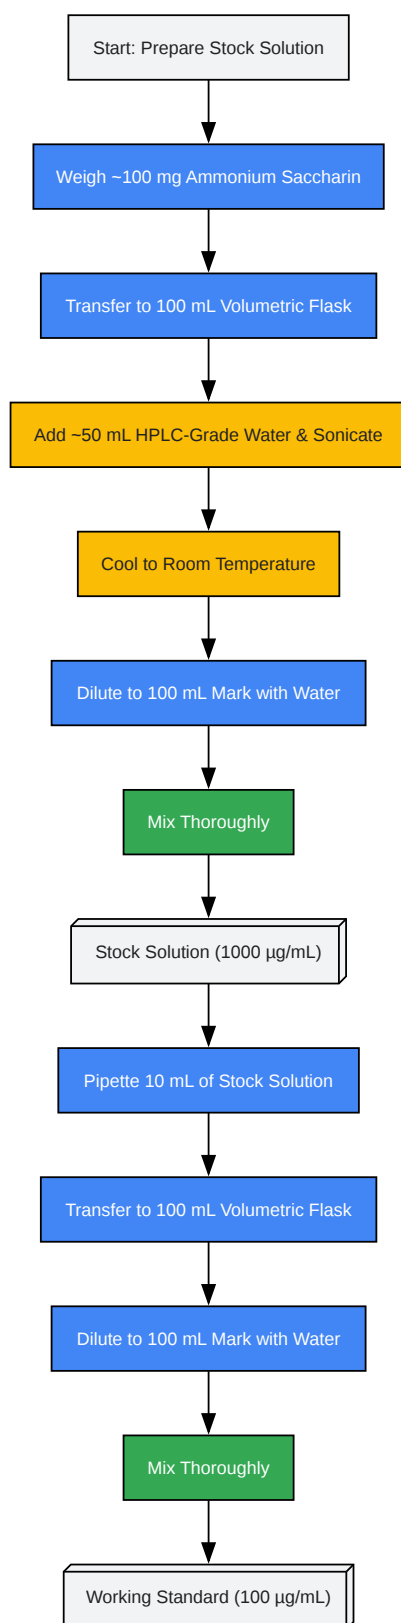 Start: Prepare Stock Solution
Weigh ~100 mg Ammonium Saccharin
Transfer to 100 mL Volumetric Flask
Add ~50 mL HPLC-Grade Water & Sonicate
Cool to Room Temperature
Dilute to 100 mL Mark with Water
Mix Thoroughly
Stock Solution (1000 µg/mL)
Pipette 10 mL of Stock Solution
Transfer to 100 mL Volumetric Flask
Dilute to 100 mL Mark with Water
Mix Thoroughly
Working Standard (100 µg/mL)